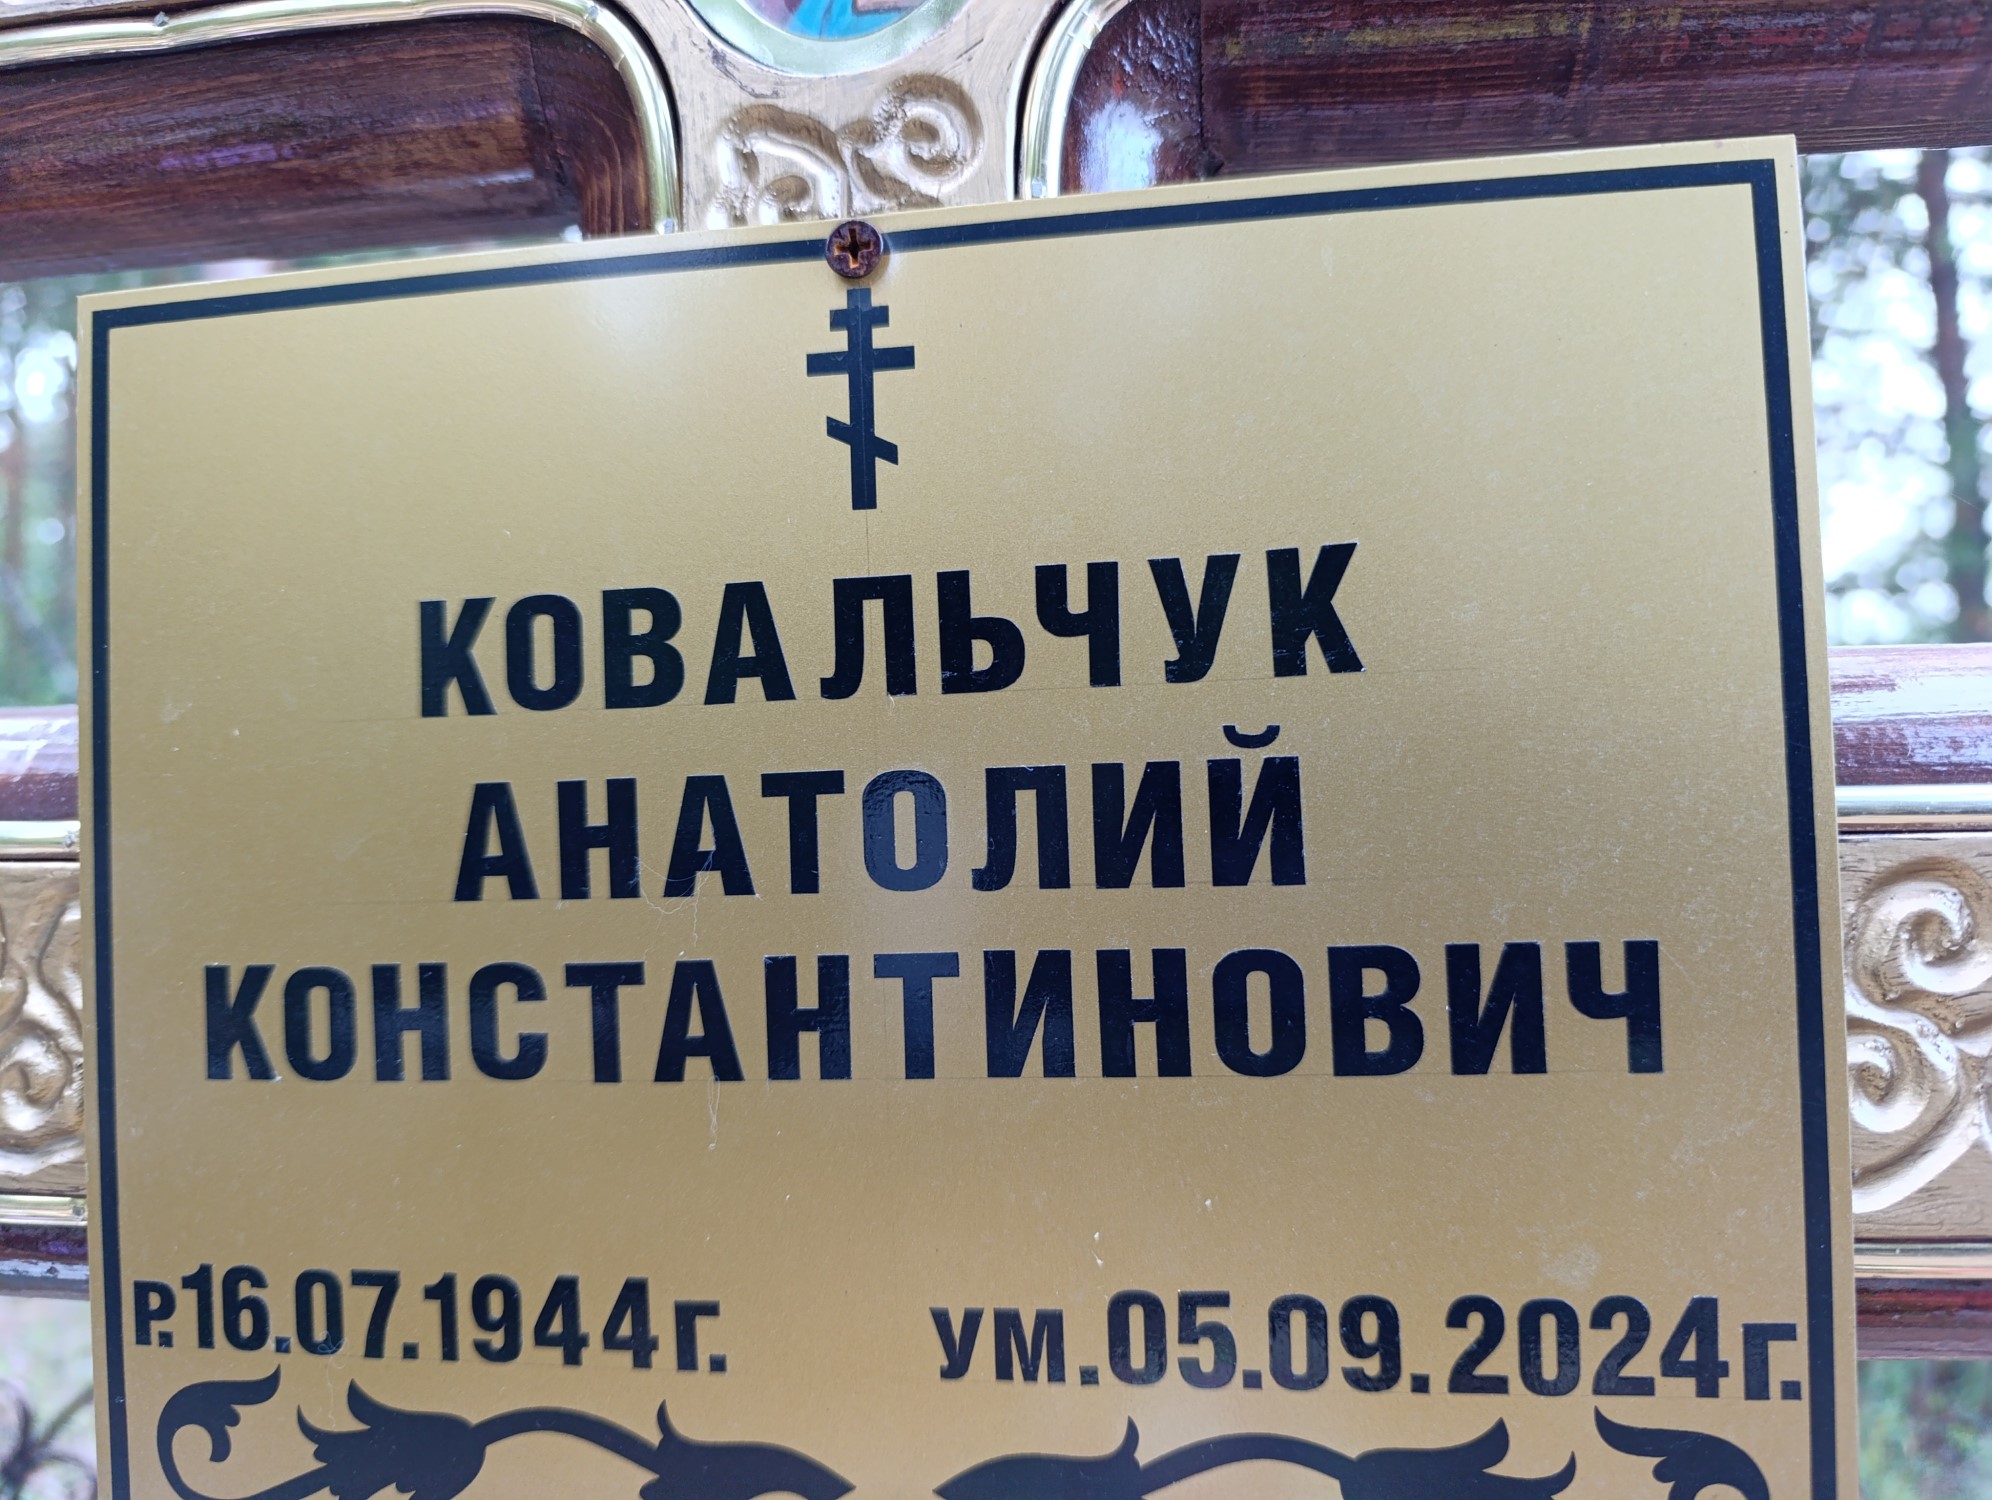 КОВАЛЬЧУК
АНАТОЛИЙ
КОНСТАНТИНОВИЧ
р.16.07.1944г. ум.05.09.2024г.